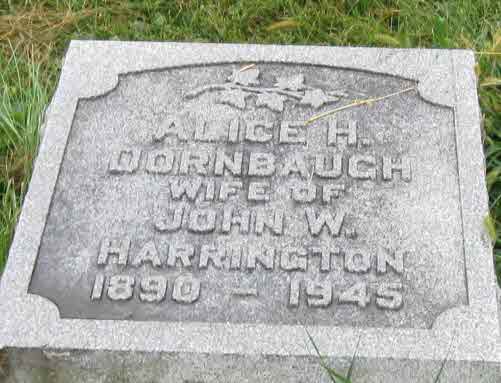 ALICE H.
DORNBAUGH
WIFE OF
JOHN W.
HARRINGTON
1890 – 1945